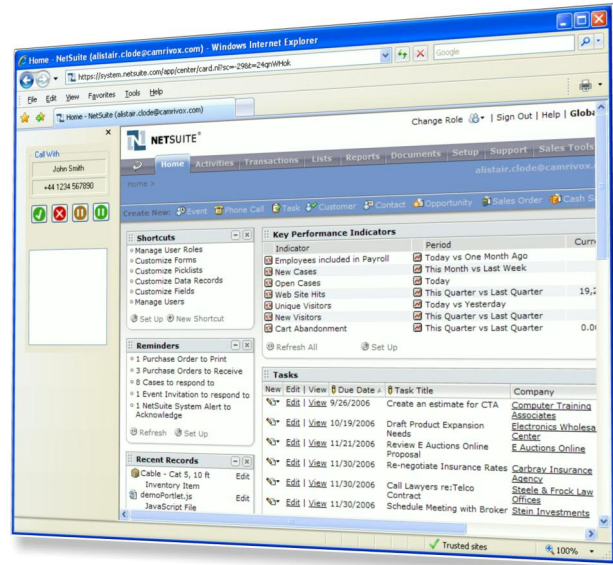 Home - NetSuite (alistair.clode@camrivox.com) - Windows Internet Explorer
https://system.netsuite.com/app/center/card.nl?sc=-29&t=24qnWHok
Google
File Edit View Favorites Tools Help
Home - NetSuite (alistair.clode@camrivox.com)
x
Call With
John Smith
+44 1234 567890
N NETSUITE
Change Role | Sign Out | Help | Globa
Home Activities Transactions Lists Reports Documents Setup Support Sales Tools
Home >
alistair.clode@camrivox.
Create New: Event Phone Call Task Customer Contact Opportunity Sales Order Cash S
Shortcuts
Manage User Roles
Customize Forms
Customize Picklists
Customize Data Records
Customize Fields
Manage Users
Set Up New Shortcut
Reminders
1 Purchase Order to Print
3 Purchase Orders to Receive
8 Cases to respond to
1 Event Invitation to respond to
1 NetSuite System Alert to
Acknowledge
Refresh Set Up
Recent Records
Cable - Cat 5, 10 ft Edit
Inventory Item
demoPortlet.js Edit
JavaScript File
Key Performance Indicators
Indicator Period Curr
Employees included in Payroll Today vs One Month Ago
New Cases This Month vs Last Week
Open Cases Today
Web Site Hits This Quarter vs Last Quarter 19,2
Unique Visitors Today vs Yesterday
New Visitors This Quarter vs Last Quarter
Cart Abandonment This Quarter vs Last Quarter 0.0
Refresh All Set Up
Tasks
New Edit | View Due Date Task Title Company
Edit | View 9/26/2006 Create an estimate for CTA Computer Training
Associates
Edit | View 10/19/2006 Draft Product Expansion Electronics Wholesa
Needs Center
Edit | View 11/21/2006 Review E Auctions Online E Auctions Online
Proposal
Edit | View 11/30/2006 Re-negotiate Insurance Rates Carbray Insurance
Agency
Edit | View 11/30/2006 Call Lawyers re:Telco Steele & Frock Law
Contract Offices
Edit | View 11/30/2006 Schedule Meeting with Broker Stein Investments
Trusted sites 100%